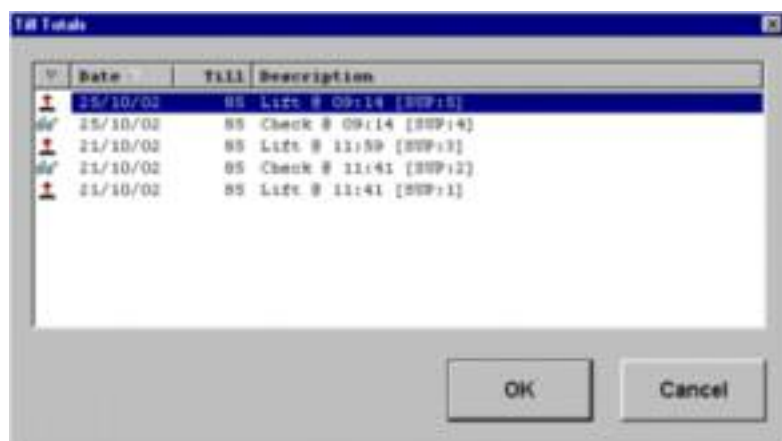 Till Totals
Date Till Description
25/10/02 85 Lift @ 09:14 [SUP:5]
25/10/02 85 Check @ 09:14 [SUP:4]
21/10/02 85 Lift @ 11:59 [SUP:3]
21/10/02 85 Check @ 11:41 [SUP:2]
21/10/02 85 Lift @ 11:41 [SUP:1]
OK Cancel